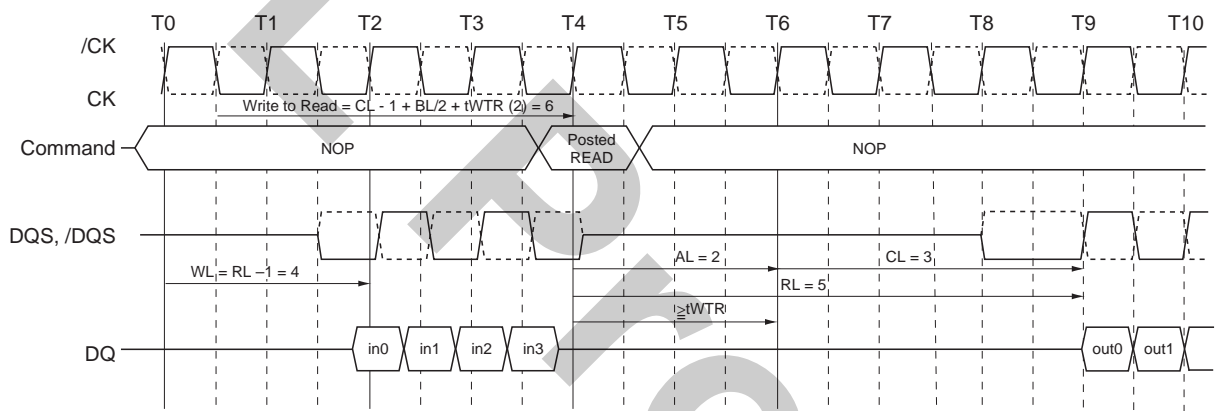 T0 T1 T2 T3 T4 T5 T6 T7 T8 T9 T10
/CK
CK
Write to Read = CL - 1 + BL/2 + tWTR (2) = 6
Command NOP Posted READ NOP
DQS, /DQS
AL = 2 CL = 3
WL = RL –1 = 4
RL = 5
≥tWTR
DQ in0 in1 in2 in3 out0 out1